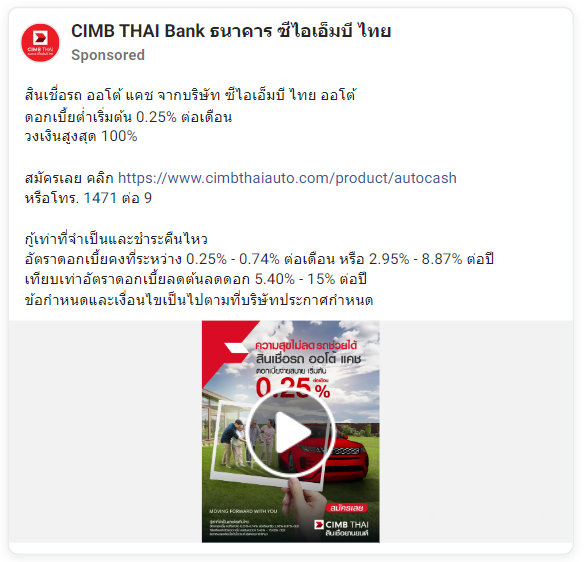 CIMB THAI Bank ธนาคาร ซีไอเอ็มบี ไทย
Sponsored
สินเชื่อรถ ออโต้ แคช จากบริษัท ซีไอเอ็มบี ไทย ออโต้
ดอกเบี้ยต่ำเริ่มต้น 0.25% ต่อเดือน
วงเงินสูงสุด 100%
สมัครเลย คลิก https://www.cimbthaiauto.com/product/autocash
หรือโทร. 1471 ต่อ 9
กู้เท่าที่จำเป็นและชำระคืนไหว
อัตราดอกเบี้ยคงที่ระหว่าง 0.25% - 0.74% ต่อเดือน หรือ 2.95% - 8.87% ต่อปี
เทียบเท่าอัตราดอกเบี้ยลดต้นลดดอก 5.40% - 15% ต่อปี
ข้อกำหนดและเงื่อนไขเป็นไปตามที่บริษัทประกาศกำหนด
ความสุขไม่ลด รถช่วยได้
สินเชื่อรถ ออโต้ แคช
ดอกเบี้ยจ่ายสบาย เริ่มต้น
0.25% ต่อเดือน
MOVING FORWARD WITH YOU
สมัครเลย
CIMB THAI
สินเชื่อยานยนต์